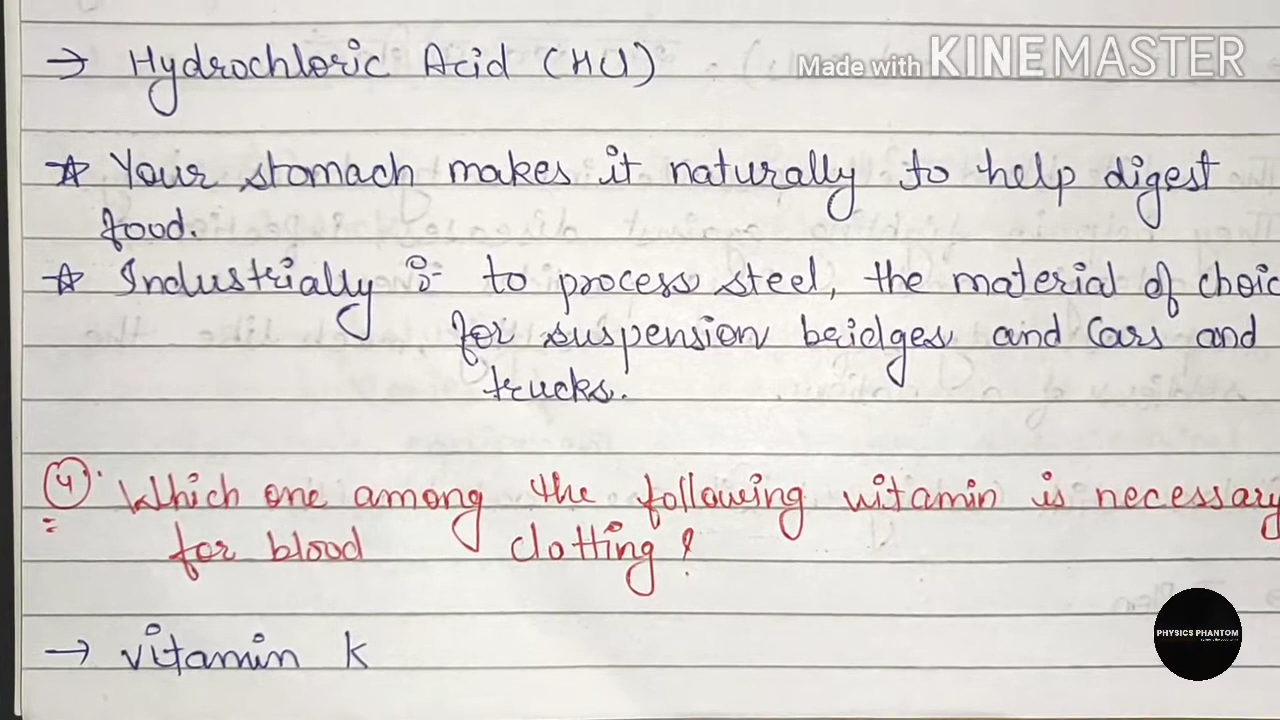 → Hydrochloric Acid (HCl)
Made with KINEMASTER
☆ Your stomach makes it naturally to help digest
food.
☆ Industrially :- to process steel, the material of choic
for suspension bridges and cars and
trucks.
(4). Which one among the following vitamin is necessary
for blood clotting?
PHYSICS PHANTOM
→ vitamin K